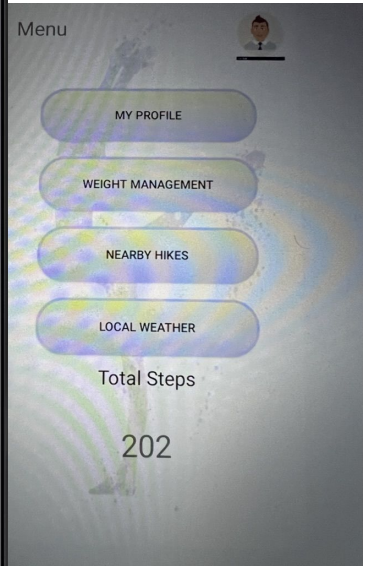 Menu
MY PROFILE
WEIGHT MANAGEMENT
NEARBY HIKES
LOCAL WEATHER
Total Steps
202